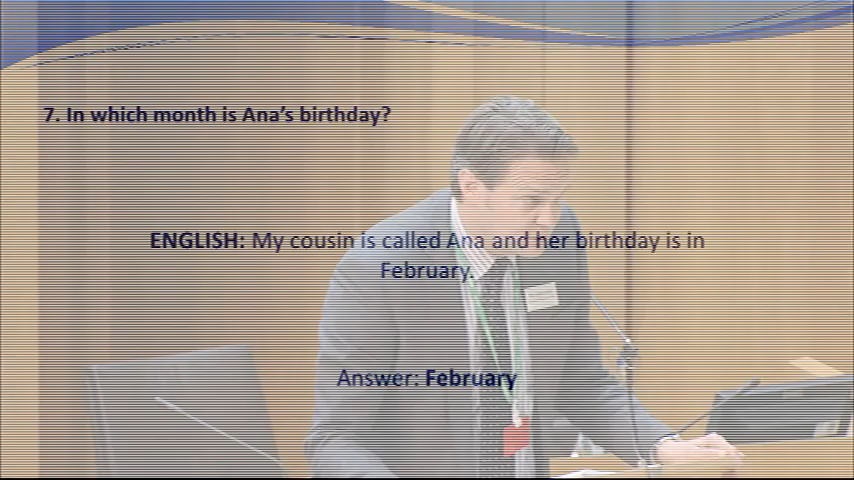 7. In which month is Ana’s birthday?
ENGLISH: My cousin is called Ana and her birthday is in
February.
Answer: February